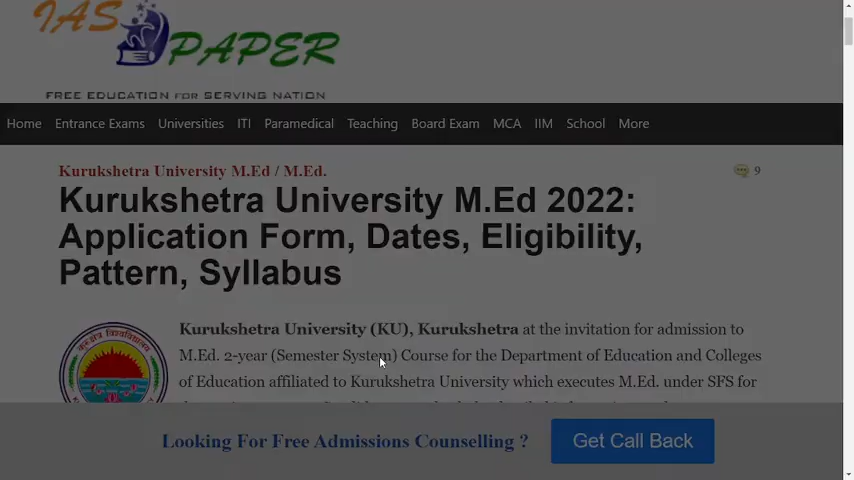 IAS
PAPER
FREE EDUCATION FOR SERVING NATION
Home Entrance Exams Universities ITI Paramedical Teaching Board Exam MCA IIM School More
Kurukshetra University M.Ed / M.Ed.
9
Kurukshetra University M.Ed 2022:
Application Form, Dates, Eligibility,
Pattern, Syllabus
Kurukshetra University (KU), Kurukshetra at the invitation for admission to
M.Ed. 2-year (Semester System) Course for the Department of Education and Colleges
of Education affiliated to Kurukshetra University which executes M.Ed. under SFS for
Looking For Free Admissions Counselling ?
Get Call Back